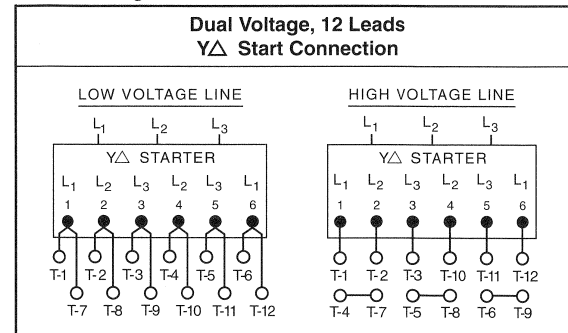 Dual Voltage, 12 Leads
Y△ Start Connection
LOW VOLTAGE LINE
L1 L2 L3
Y△ STARTER
L1 L2 L3 L2 L3 L1
1 2 3 4 5 6
T-1 T-2 T-3 T-4 T-5 T-6
T-7 T-8 T-9 T-10 T-11 T-12
HIGH VOLTAGE LINE
L1 L2 L3
Y△ STARTER
L1 L2 L3 L2 L3 L1
1 2 3 4 5 6
T-1 T-2 T-3 T-10 T-11 T-12
T-4 T-7 T-5 T-8 T-6 T-9